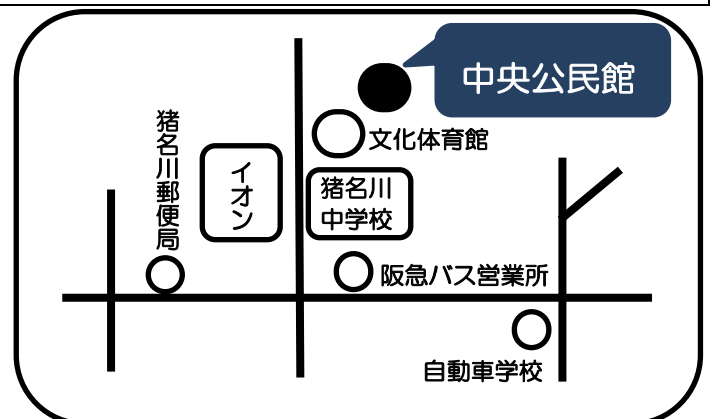 中央公民館
文化体育館
猪名川郵便局
イオン
猪名川
中学校
阪急バス営業所
自動車学校